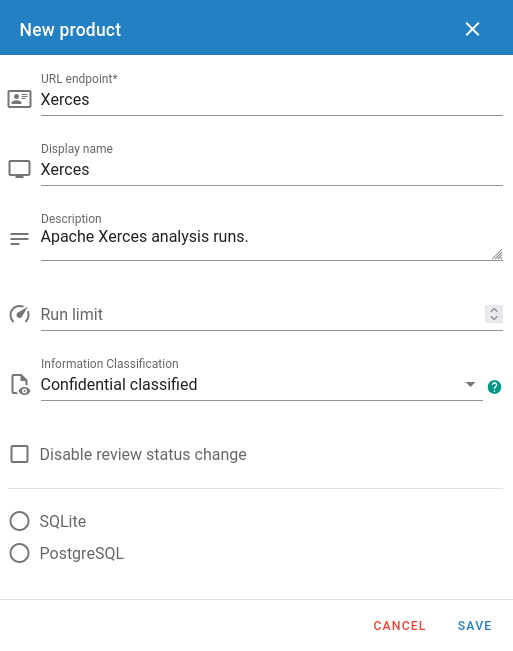 New product
URL endpoint*
Xerces
Display name
Xerces
Description
Apache Xerces analysis runs.
Run limit
Information Classification
Confidential classified
?
Disable review status change
SQLite
PostgreSQL
CANCEL SAVE